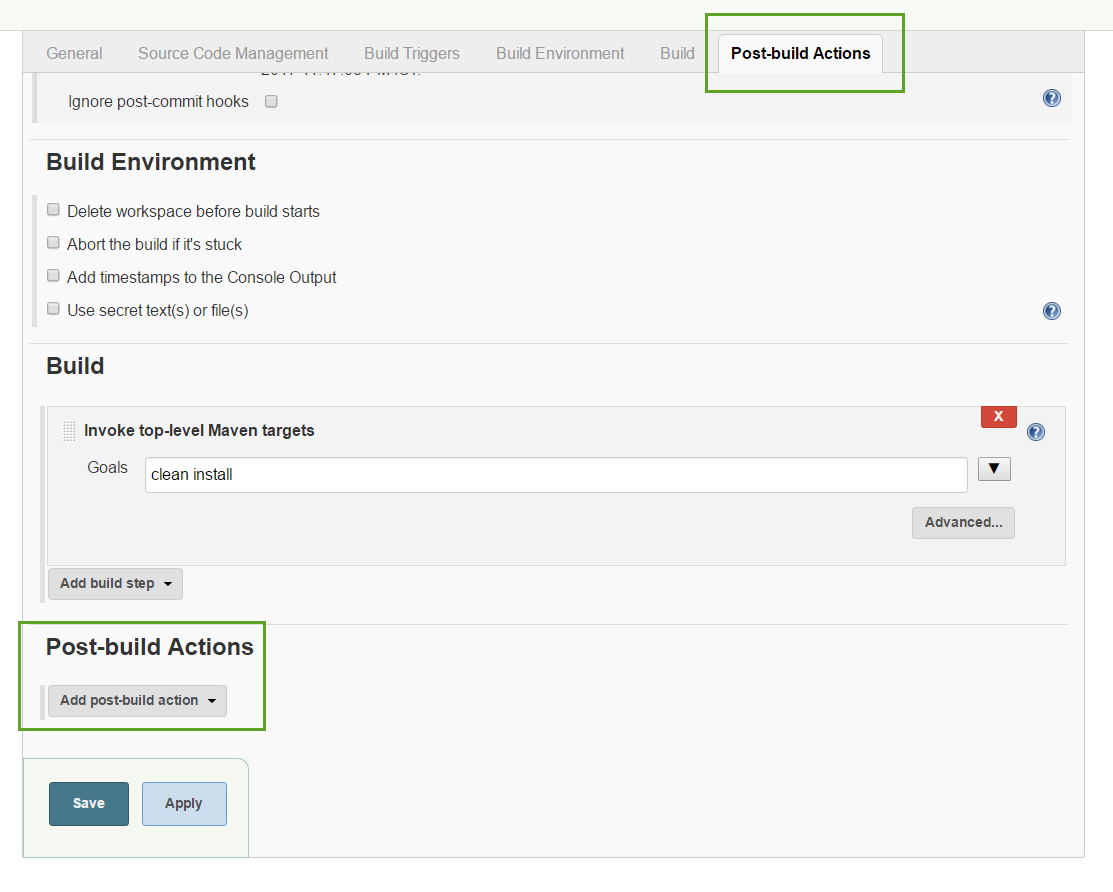 General Source Code Management Build Triggers Build Environment Build Post-build Actions
Ignore post-commit hooks
Build Environment
Delete workspace before build starts
Abort the build if it's stuck
Add timestamps to the Console Output
Use secret text(s) or file(s)
Build
X
Invoke top-level Maven targets
Goals clean install
Advanced...
Add build step
Post-build Actions
Add post-build action
Save Apply